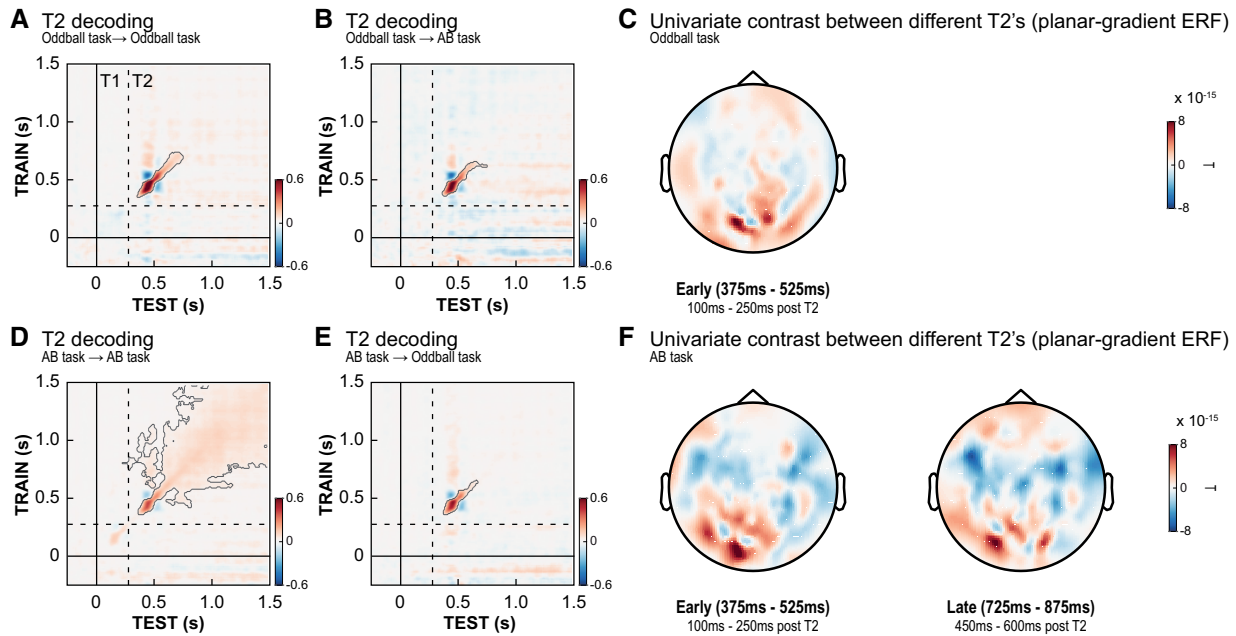 A T2 decoding
Oddball task→ Oddball task
1.5
1.0
0.5
0
TRAIN (s)
T1 T2
0 0.5 1.0 1.5
TEST (s)
0.6
0
-0.6
B T2 decoding
Oddball task → AB task
1.5
1.0
0.5
0
TRAIN (s)
0 0.5 1.0 1.5
TEST (s)
0.6
0
-0.6
C Univariate contrast between different T2's (planar-gradient ERF)
Oddball task
Early (375ms - 525ms)
100ms - 250ms post T2
x 10-15
8
0
-8
T
D T2 decoding
AB task → AB task
1.5
1.0
0.5
0
TRAIN (s)
0 0.5 1.0 1.5
TEST (s)
0.6
0
-0.6
E T2 decoding
AB task → Oddball task
1.5
1.0
0.5
0
TRAIN (s)
0 0.5 1.0 1.5
TEST (s)
0.6
0
-0.6
F Univariate contrast between different T2's (planar-gradient ERF)
AB task
Early (375ms - 525ms)
100ms - 250ms post T2
Late (725ms - 875ms)
450ms - 600ms post T2
x 10-15
8
0
-8
T